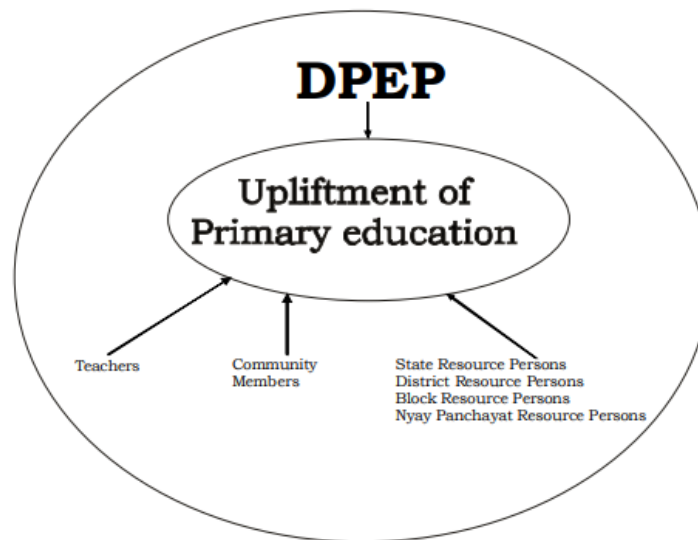 DPEP
Upliftment of
Primary education
Teachers
Community
Members
State Resource Persons
District Resource Persons
Block Resource Persons
Nyay Panchayat Resource Persons